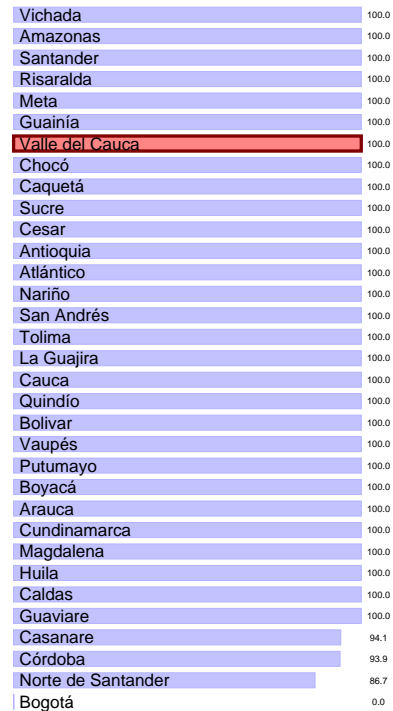 Vichada 100.0
Amazonas 100.0
Santander 100.0
Risaralda 100.0
Meta 100.0
Guainía 100.0
Valle del Cauca 100.0
Chocó 100.0
Caquetá 100.0
Sucre 100.0
Cesar 100.0
Antioquia 100.0
Atlántico 100.0
Nariño 100.0
San Andrés 100.0
Tolima 100.0
La Guajira 100.0
Cauca 100.0
Quindío 100.0
Bolivar 100.0
Vaupés 100.0
Putumayo 100.0
Boyacá 100.0
Arauca 100.0
Cundinamarca 100.0
Magdalena 100.0
Huila 100.0
Caldas 100.0
Guaviare 100.0
Casanare 94.1
Córdoba 93.9
Norte de Santander 86.7
Bogotá 0.0